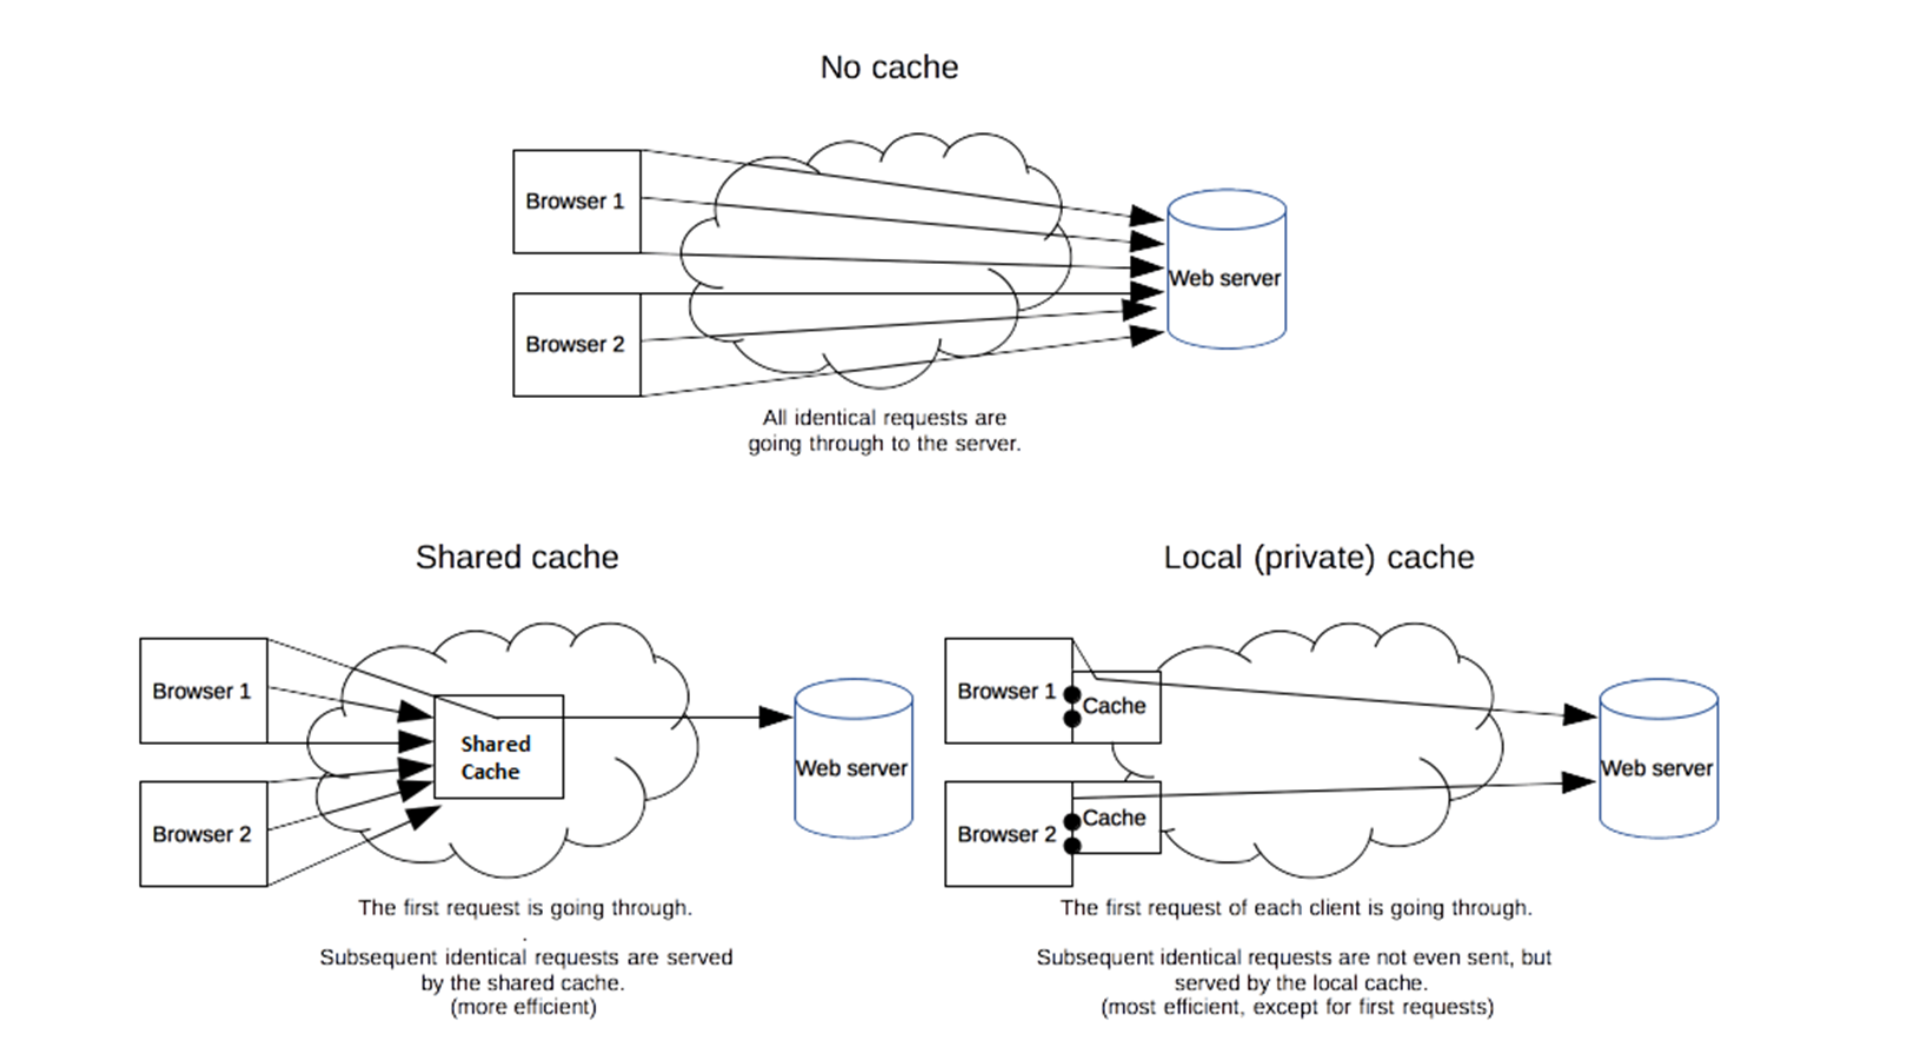 No cache
Browser 1
Web server
Browser 2
All identical requests are
going through to the server.
Shared cache
Browser 1
Shared
Cache
Web server
Browser 2
The first request is going through.
.
Subsequent identical requests are served
by the shared cache.
(more efficient)
Local (private) cache
Browser 1
Cache
Web server
Browser 2
Cache
The first request of each client is going through.
Subsequent identical requests are not even sent, but
served by the local cache.
(most efficient, except for first requests)